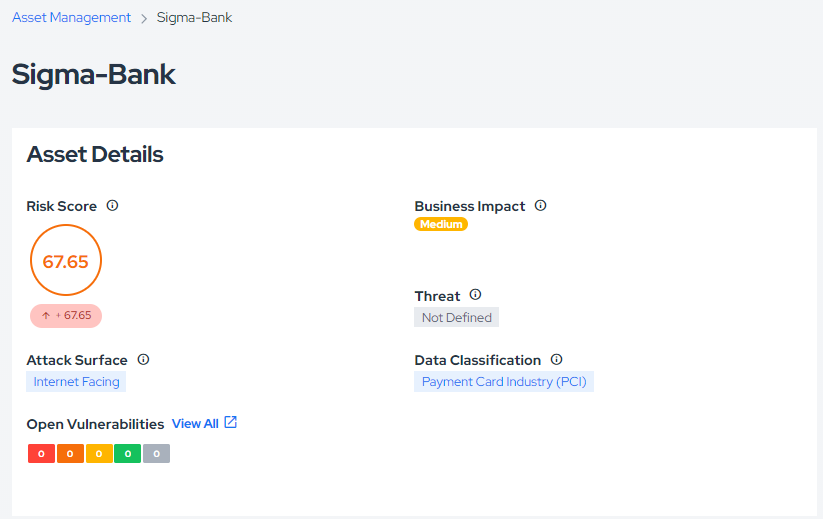 Asset Management > Sigma-Bank
Sigma-Bank
Asset Details
Risk Score
67.65
↑ + 67.65
Business Impact
Medium
Threat
Not Defined
Attack Surface
Internet Facing
Data Classification
Payment Card Industry (PCI)
Open Vulnerabilities View All
0 0 0 0 0